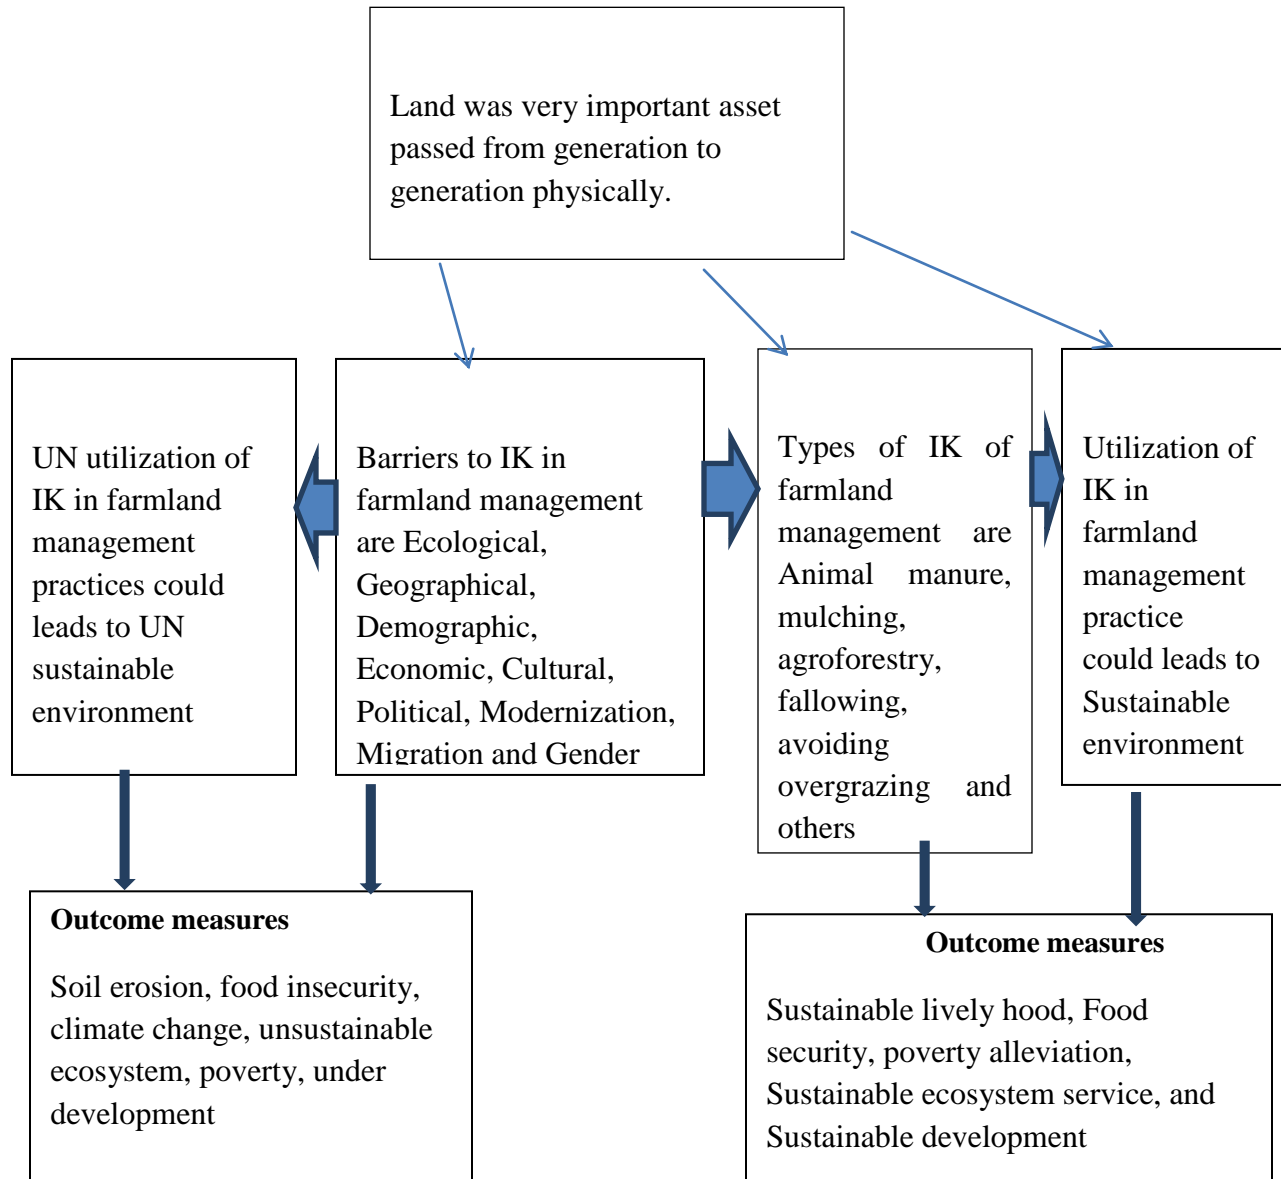 Land was very important asset
passed from generation to
generation physically.
UN utilization of
IK in farmland
management
practices could
leads to UN
sustainable
environment
Barriers to IK in
farmland management
are Ecological,
Geographical,
Demographic,
Economic, Cultural,
Political, Modernization,
Migration and Gender
Types of IK of
farmland
management are
Animal manure,
mulching,
agroforestry,
fallowing,
avoiding
overgrazing and
others
Utilization of
IK in
farmland
management
practice
could leads to
Sustainable
environment
Outcome measures
Soil erosion, food insecurity,
climate change, unsustainable
ecosystem, poverty, under
development
Outcome measures
Sustainable lively hood, Food
security, poverty alleviation,
Sustainable ecosystem service, and
Sustainable development